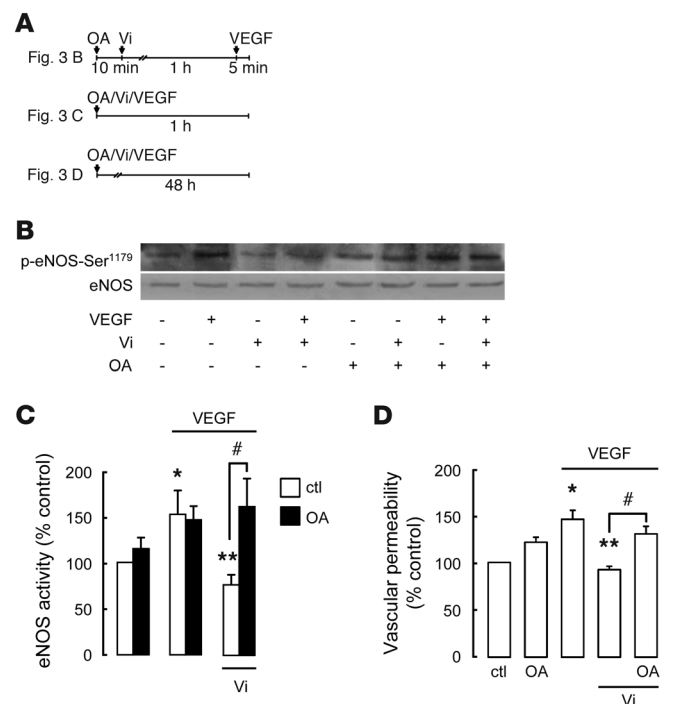 A
OA Vi VEGF
Fig. 3 B
10 min 1 h 5 min
OA/Vi/VEGF
Fig. 3 C
1 h
OA/Vi/VEGF
Fig. 3 D
48 h
B
p-eNOS-Ser1179
eNOS
VEGF - + - + - - + +
Vi - - + + - + - +
OA - - - - + + + +
C
VEGF
eNOS activity (% control)
200
150
100
50
0
*
**
#
ctl
OA
Vi
D
VEGF
Vascular permeability
(% control)
200
150
100
50
0
*
**
#
ctl OA OA
Vi